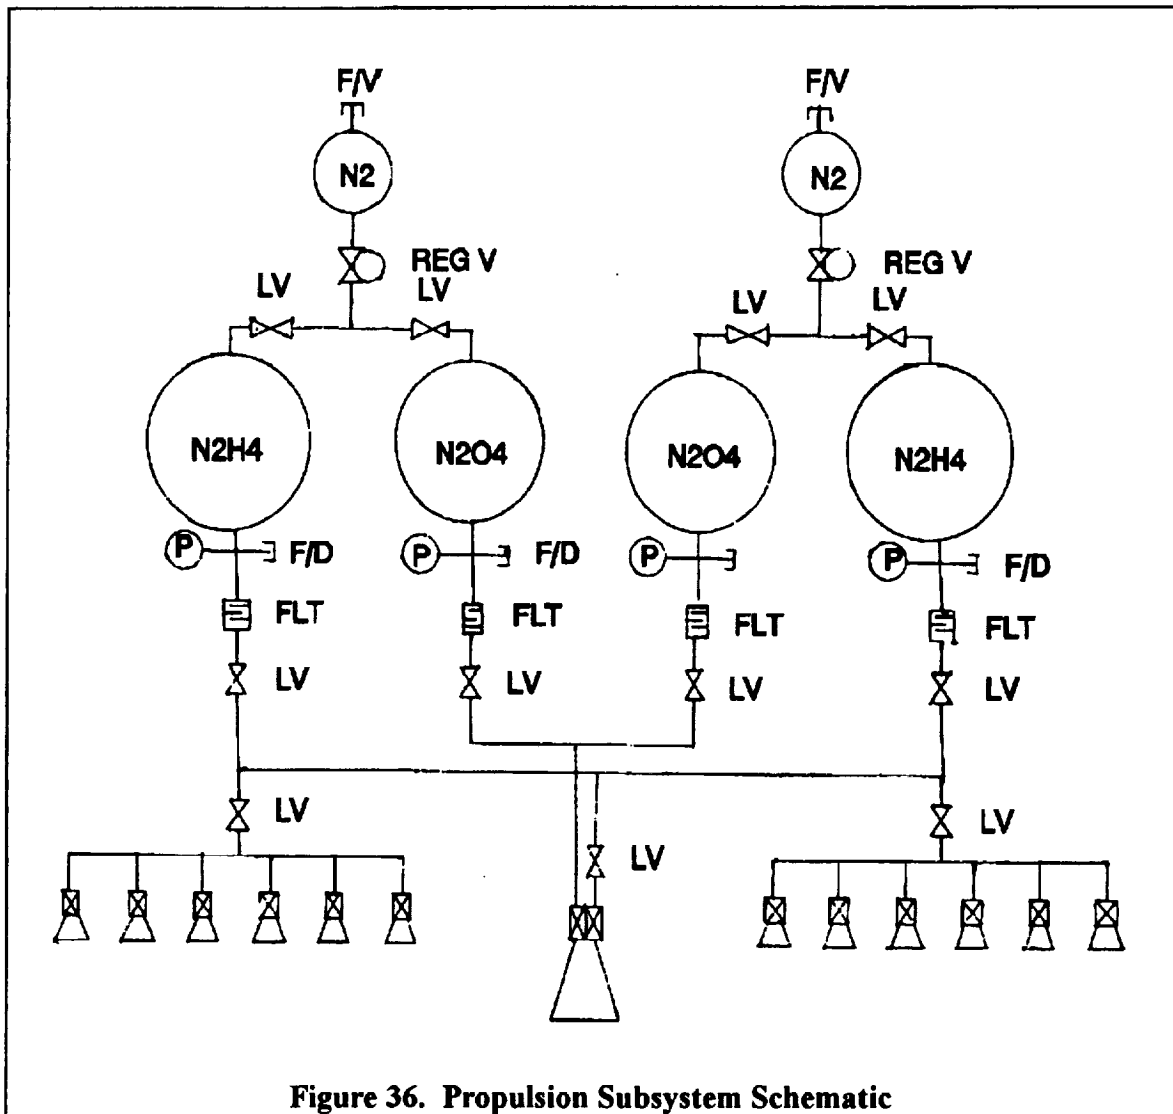 F/V F/V
N2 N2
REG V REG V
LV LV LV LV
N2H4 N2O4 N2O4 N2H4
P F/D P F/D P P F/D
FLT FLT FLT FLT
LV LV LV LV
LV LV
LV
Figure 36. Propulsion Subsystem Schematic